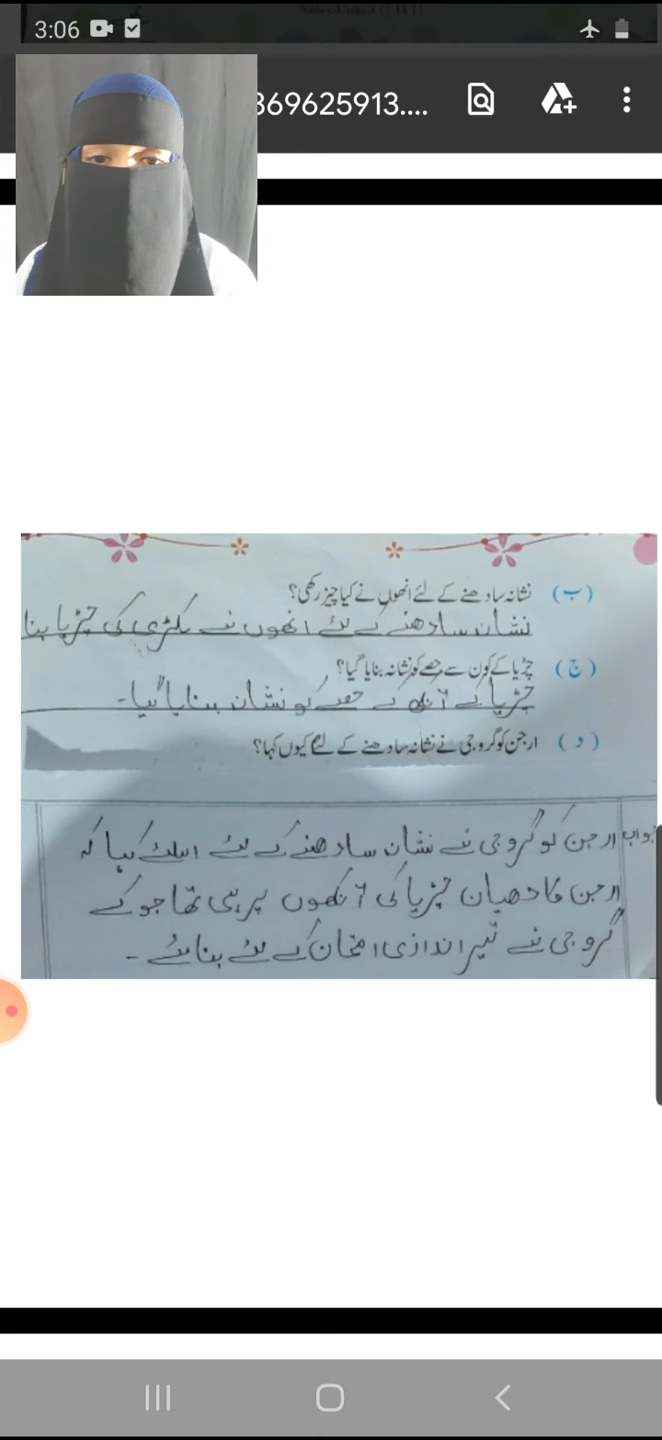 3:06
869625913....
(ب) نشانہ سادھنے کے لئے انھوں نے کیا چیز رکھی؟
نشان سادھنے کے لئے انھوں نے لکڑی کی چڑیا بنا
(ج) چڑیا کے کون سے حصے کو نشانہ بنایا گیا؟
چڑیا کے آنکھ کے حصے کو نشان بنایا گیا۔
(د) ارجن کو گرو جی نے نشانہ سادھنے کے لئے کیوں کہا؟
جواب ارجن کو گرو جی نے نشان سادھنے کے لئے اسلئے کہا کہ
ارجن کا دھیان چڑیا کی آنکھوں پر ہی تھا جو کے
گرو جی نے تیر اندازی امتحان کے لئے بنائے۔